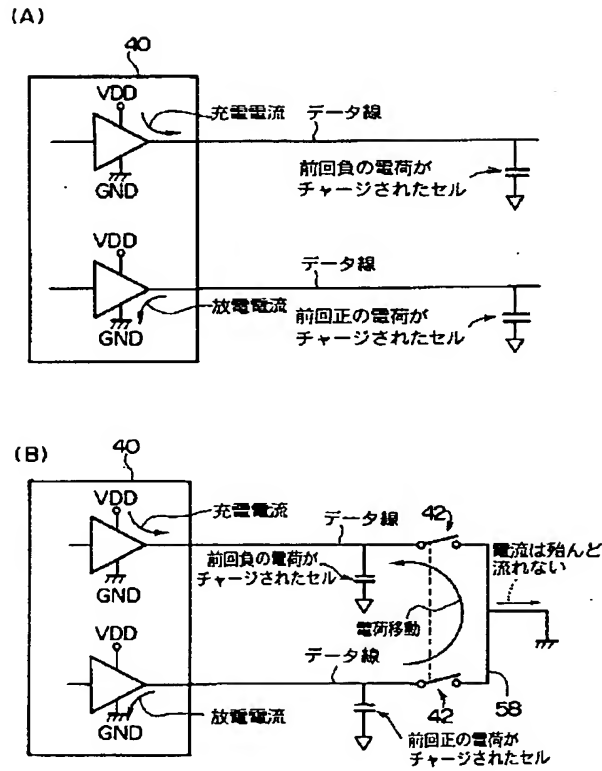 (A)
40
VDD
充電電流
データ線
前回負の電荷が
チャージされたセル
GND
VDD
データ線
放電電流
前回正の電荷が
チャージされたセル
GND
(B)
40
VDD
充電電流
データ線
42
電流は殆んど
流れない
前回負の電荷が
チャージされたセル
GND
電荷移動
VDD
データ線
放電電流
42
58
GND
前回正の電荷が
チャージされたセル